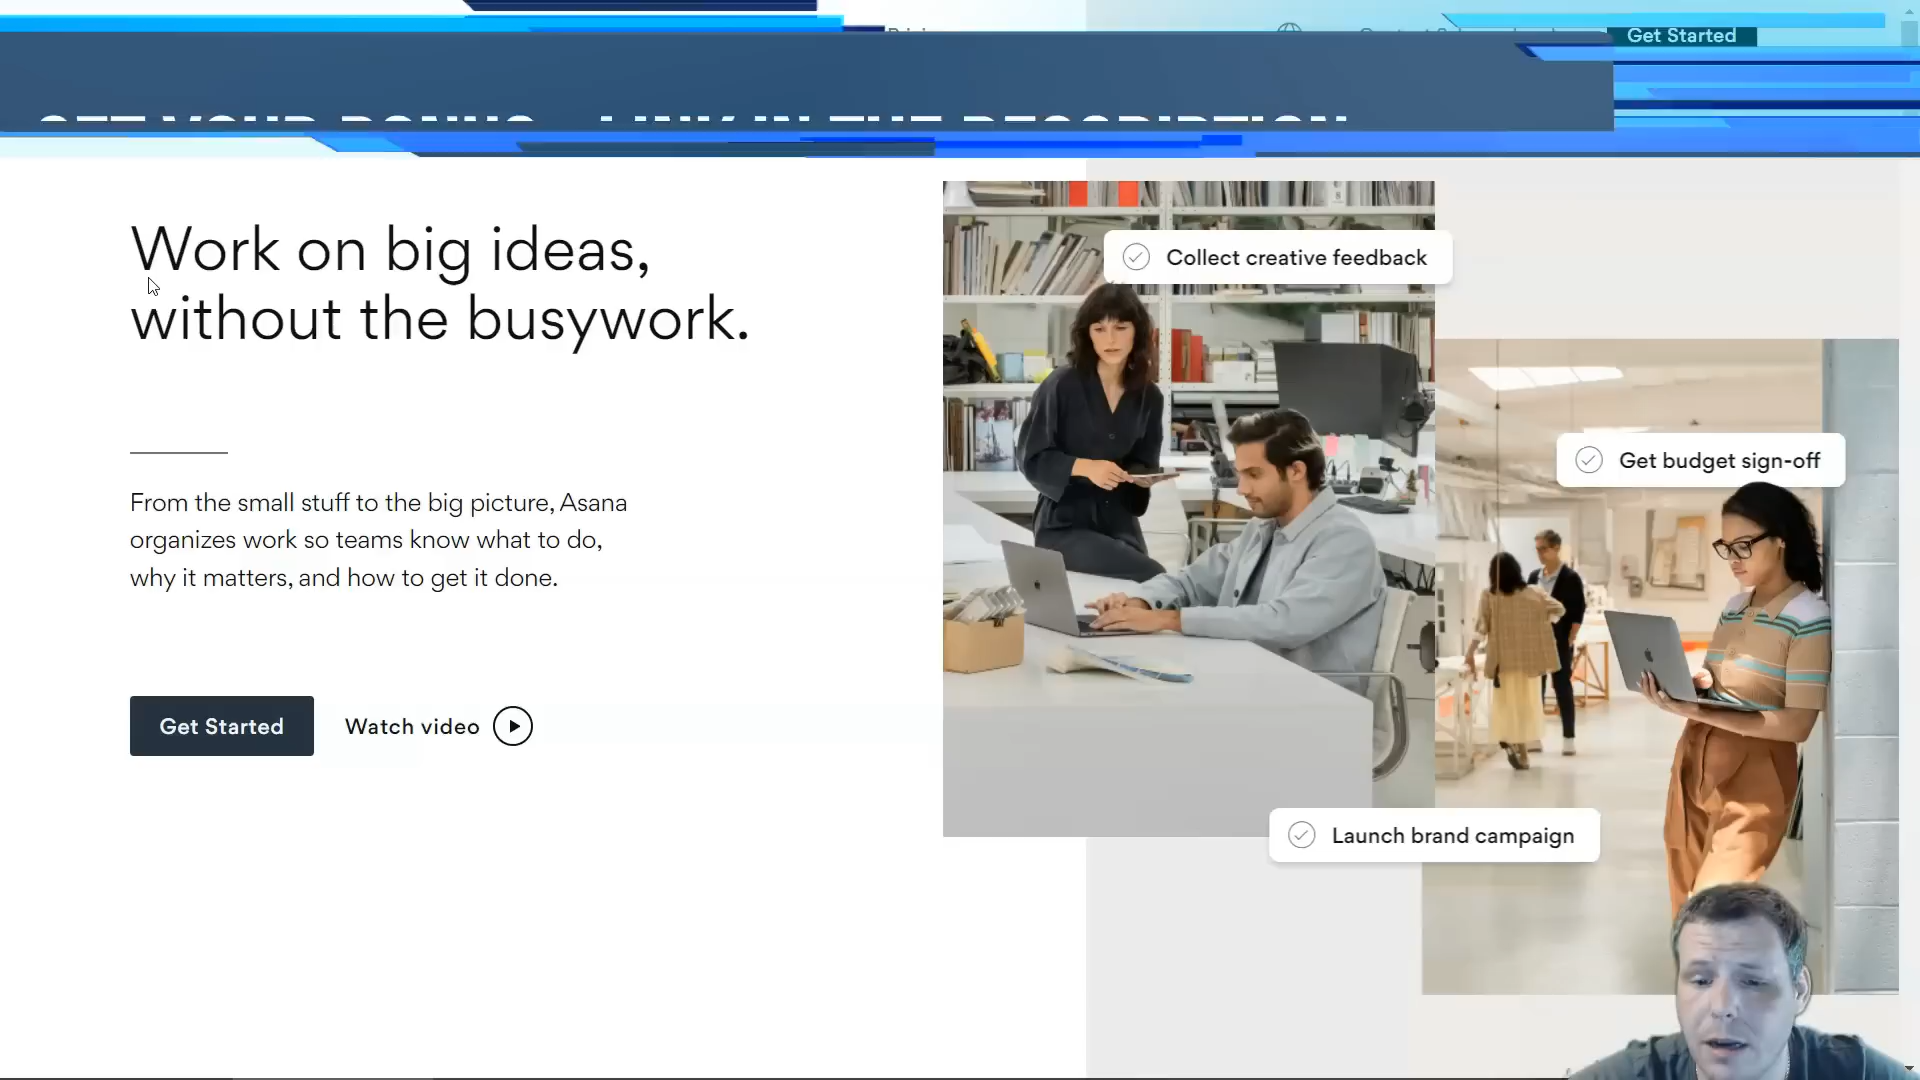 Get Started
Work on big ideas,
without the busywork.
From the small stuff to the big picture, Asana
organizes work so teams know what to do,
why it matters, and how to get it done.
Get Started
Watch video
Collect creative feedback
Get budget sign-off
Launch brand campaign